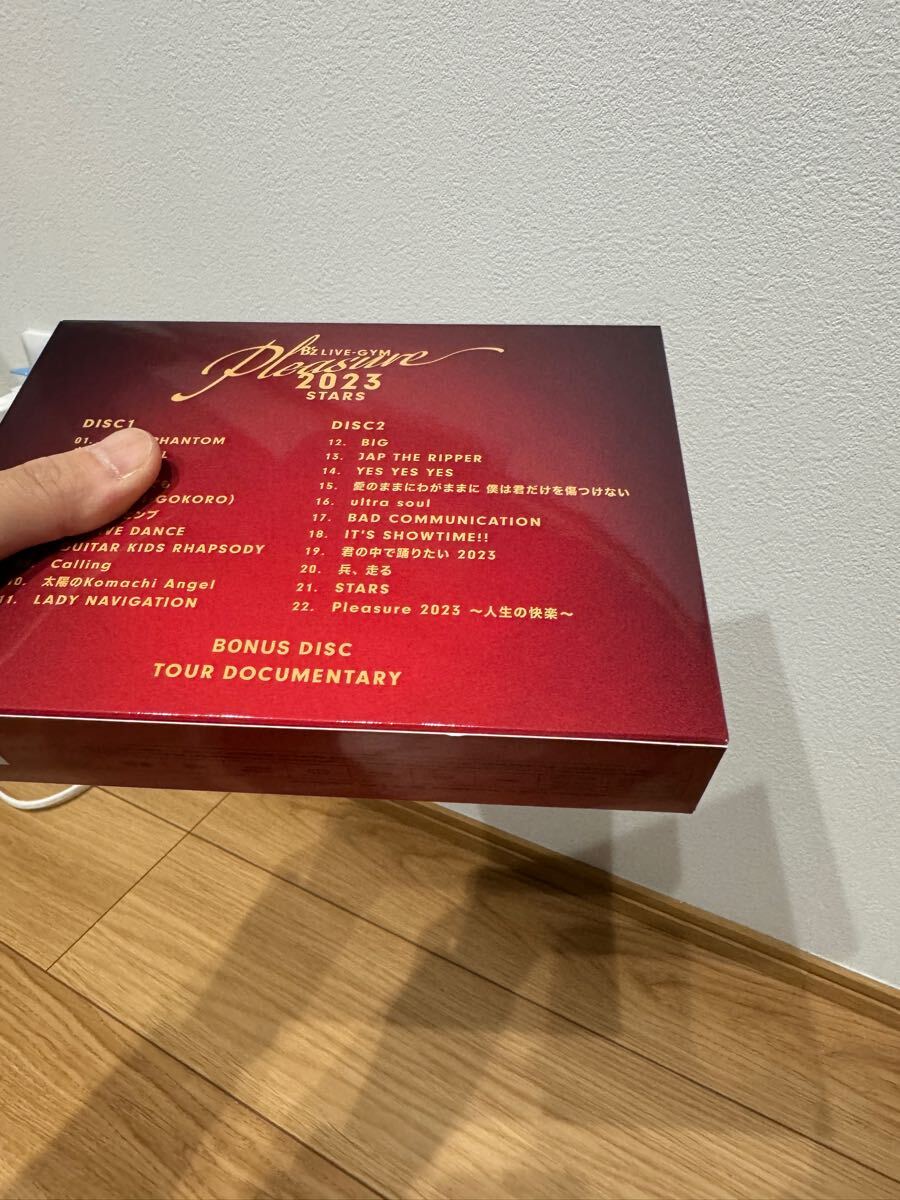 B'z LIVE-GYM
Pleasure
2023
STARS
DISC1
01. PHANTOM
GOKORO)
DANCE
GUITAR KIDS RHAPSODY
Calling
10. 太陽のKomachi Angel
11. LADY NAVIGATION
DISC2
12. BIG
13. JAP THE RIPPER
14. YES YES YES
15. 愛のままにわがままに 僕は君だけを傷つけない
16. ultra soul
17. BAD COMMUNICATION
18. IT'S SHOWTIME!!
19. 君の中で踊りたい 2023
20. 兵、走る
21. STARS
22. Pleasure 2023 〜人生の快楽〜
BONUS DISC
TOUR DOCUMENTARY